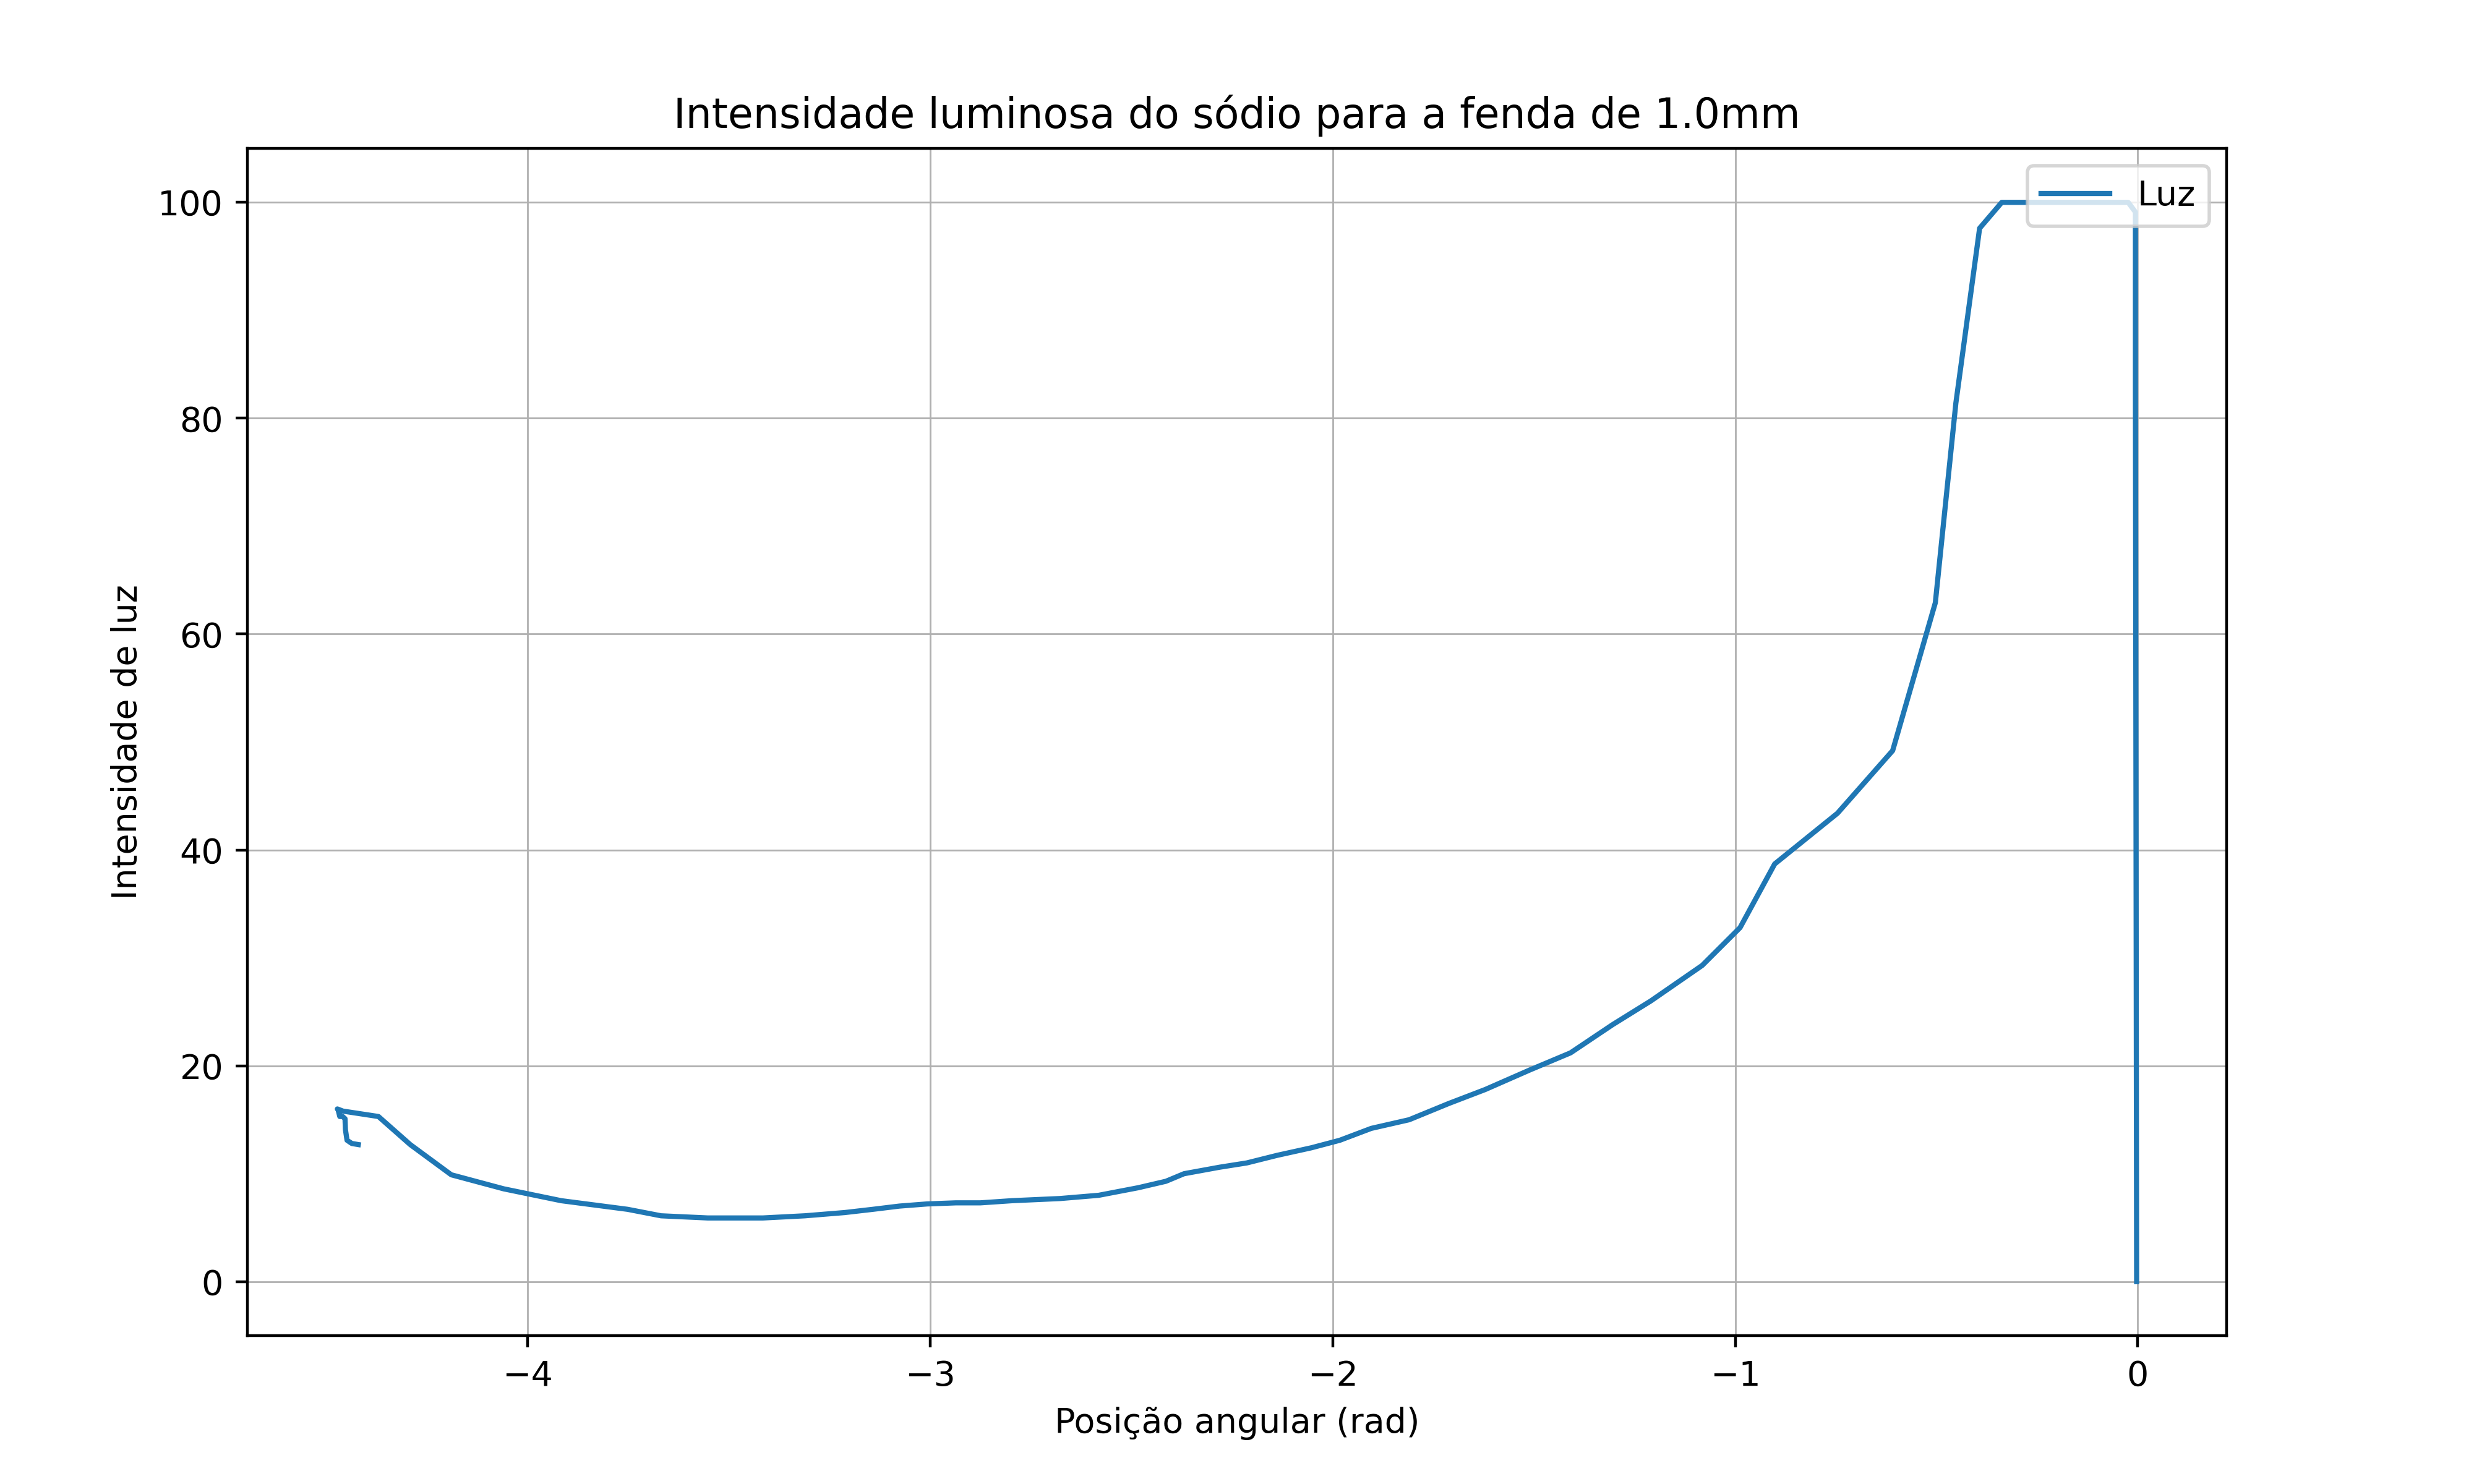 Intensidade luminosa do sódio para a fenda de 1.0mm
Luz
100
80
60
40
20
0
Intensidade de luz
−4 −3 −2 −1 0
Posição angular (rad)